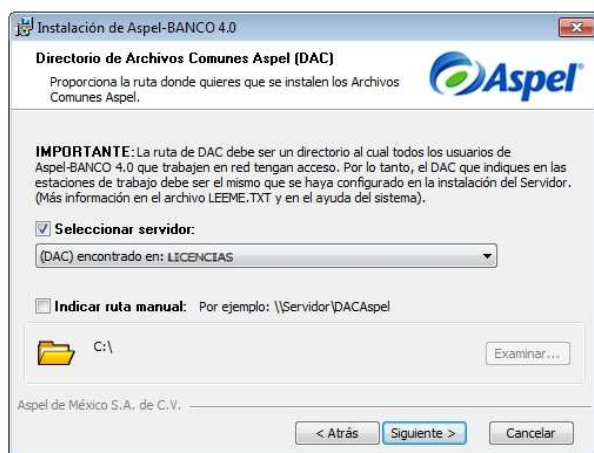 Instalación de Aspel-BANCO 4.0
Directorio de Archivos Comunes Aspel (DAC)
Proporciona la ruta donde quieres que se instalen los Archivos
Comunes Aspel.
Aspel
IMPORTANTE: La ruta de DAC debe ser un directorio al cual todos los usuarios de
Aspel-BANCO 4.0 que trabajen en red tengan acceso. Por lo tanto, el DAC que indiques en las
estaciones de trabajo debe ser el mismo que se haya configurado en la instalación del Servidor.
(Más información en el archivo LEEME.TXT y en el ayuda del sistema).
Seleccionar servidor:
(DAC) encontrado en: LICENCIAS
Indicar ruta manual: Por ejemplo: \\Servidor\DACAspel
C:\
Examinar...
Aspel de México S.A. de C.V.
< Atrás Siguiente > Cancelar